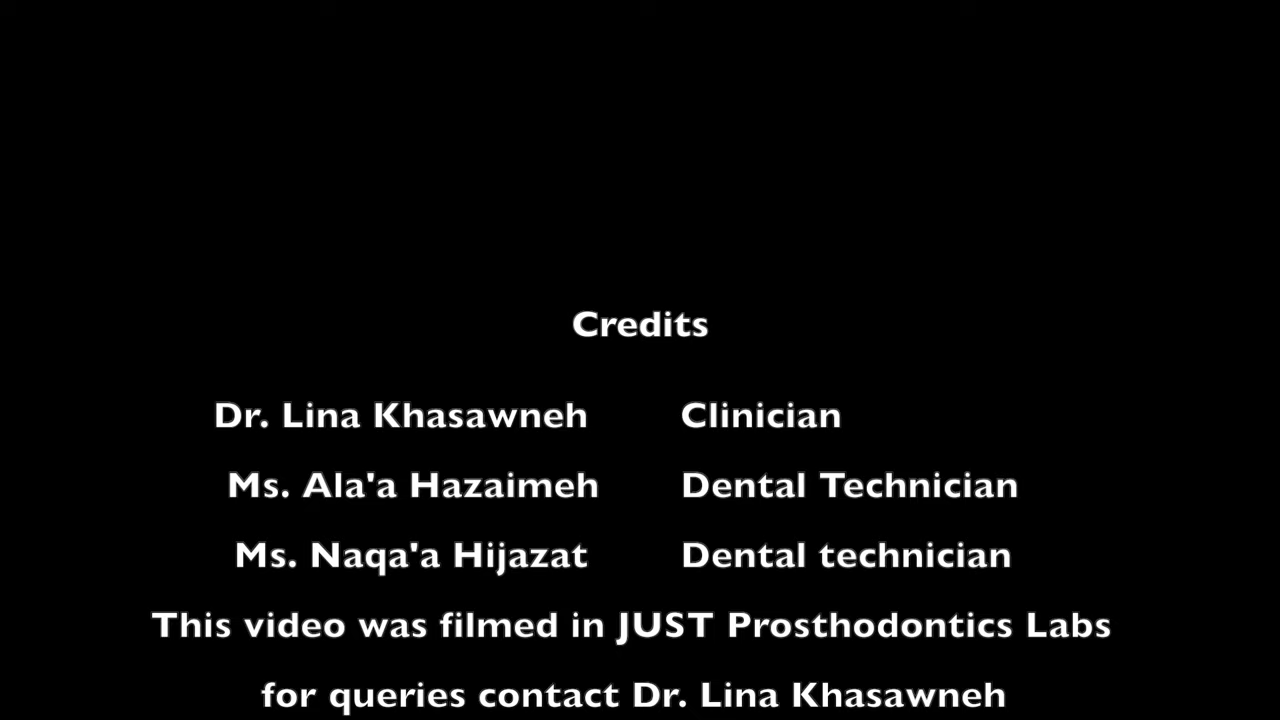 Credits
Dr. Lina Khasawneh Clinician
Ms. Ala'a Hazaimeh Dental Technician
Ms. Naqa'a Hijazat Dental technician
This video was filmed in JUST Prosthodontics Labs
for queries contact Dr. Lina Khasawneh